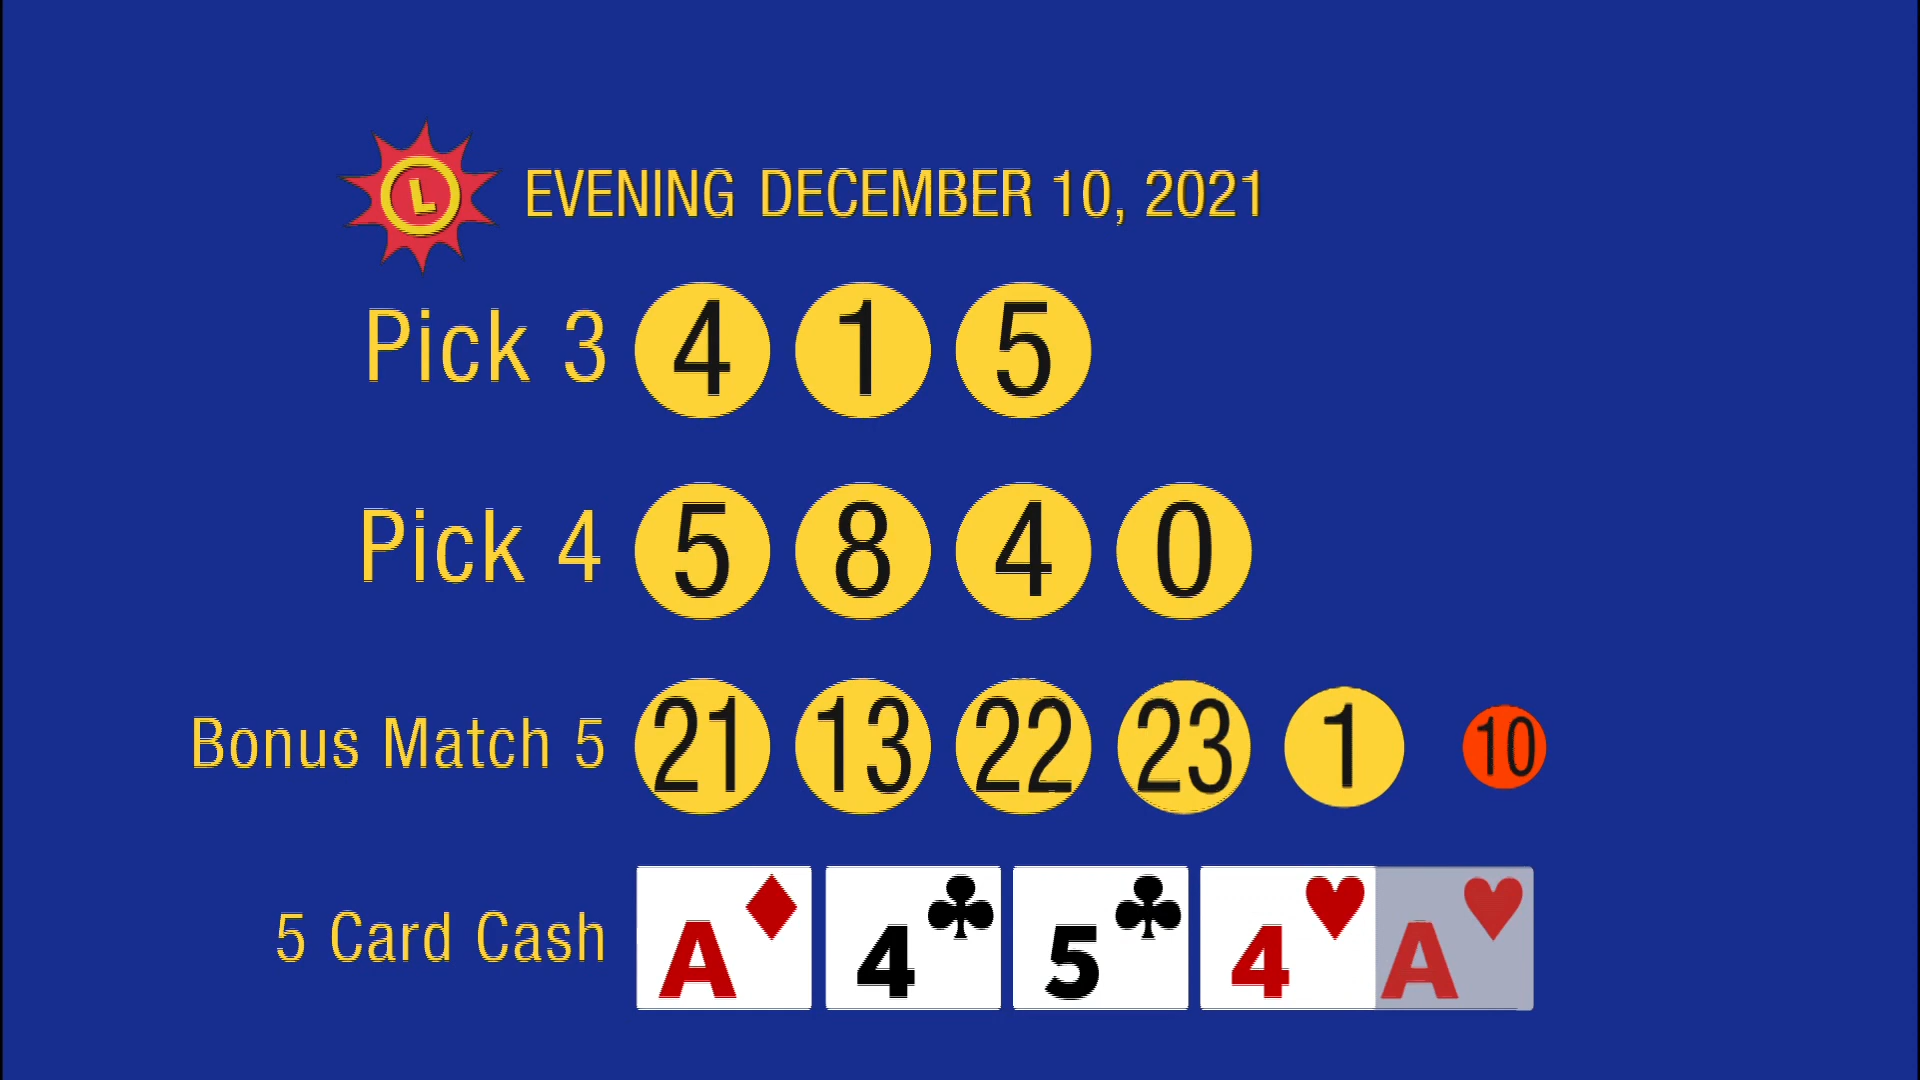 L EVENING DECEMBER 10, 2021
Pick 3 4 1 5
Pick 4 5 8 4 0
Bonus Match 5 21 13 22 23 1 10
5 Card Cash A♦ 4♣ 5♣ 4♥ A♥